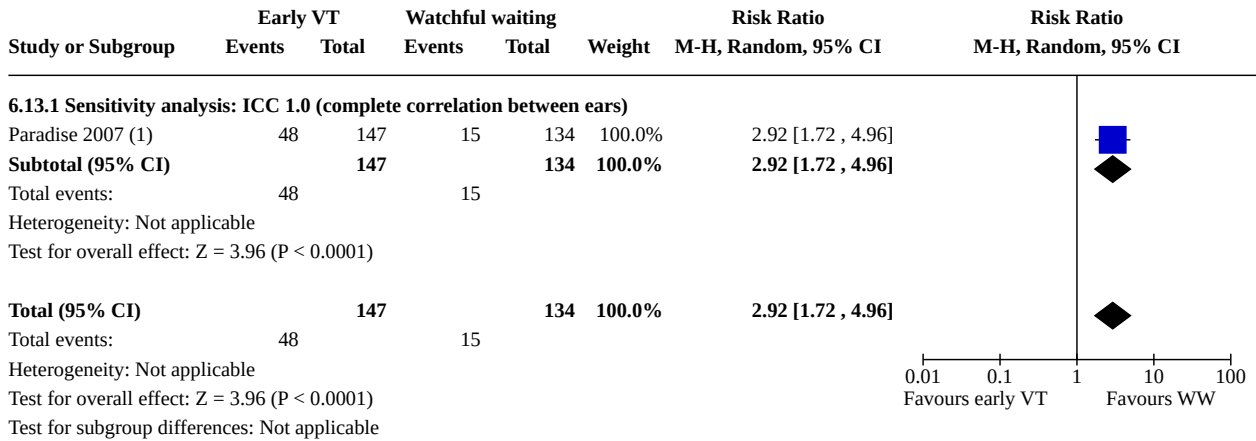 Early VT Watchful waiting Risk Ratio Risk Ratio
Study or Subgroup Events Total Events Total Weight M-H, Random, 95% CI M-H, Random, 95% CI
6.13.1 Sensitivity analysis: ICC 1.0 (complete correlation between ears)
Paradise 2007 (1) 48 147 15 134 100.0% 2.92 [1.72 , 4.96]
Subtotal (95% CI) 147 134 100.0% 2.92 [1.72 , 4.96]
Total events: 48 15
Heterogeneity: Not applicable
Test for overall effect: Z = 3.96 (P < 0.0001)
Total (95% CI) 147 134 100.0% 2.92 [1.72 , 4.96]
Total events: 48 15
Heterogeneity: Not applicable 0.01 0.1 1 10 100
Test for overall effect: Z = 3.96 (P < 0.0001) Favours early VT Favours WW
Test for subgroup differences: Not applicable